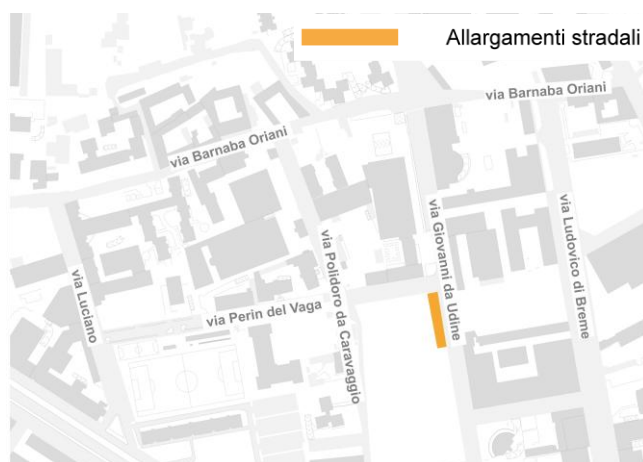 Allargamenti stradali
via Barnaba Oriani
via Barnaba Oriani
via Giovanni da Udine
via Ludovico di Breme
via Polidoro da Caravaggio
via Luciano
via Perin del Vaga